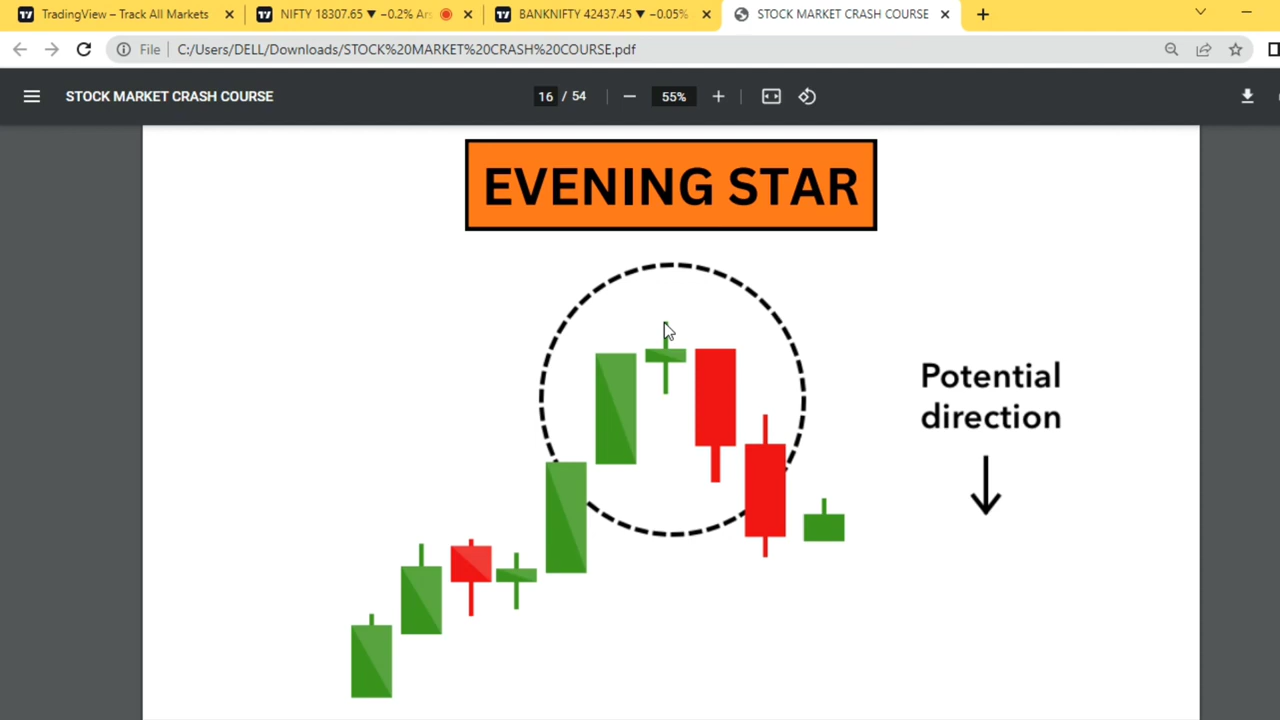 TradingView – Track All Markets
NIFTY 18307.65 ▼ −0.2%
BANKNIFTY 42437.45 ▼ −0.05%
STOCK MARKET CRASH COURSE
File
C:/Users/DELL/Downloads/STOCK%20MARKET%20CRASH%20COURSE.pdf
STOCK MARKET CRASH COURSE
16 / 54
55%
EVENING STAR
Potential
direction